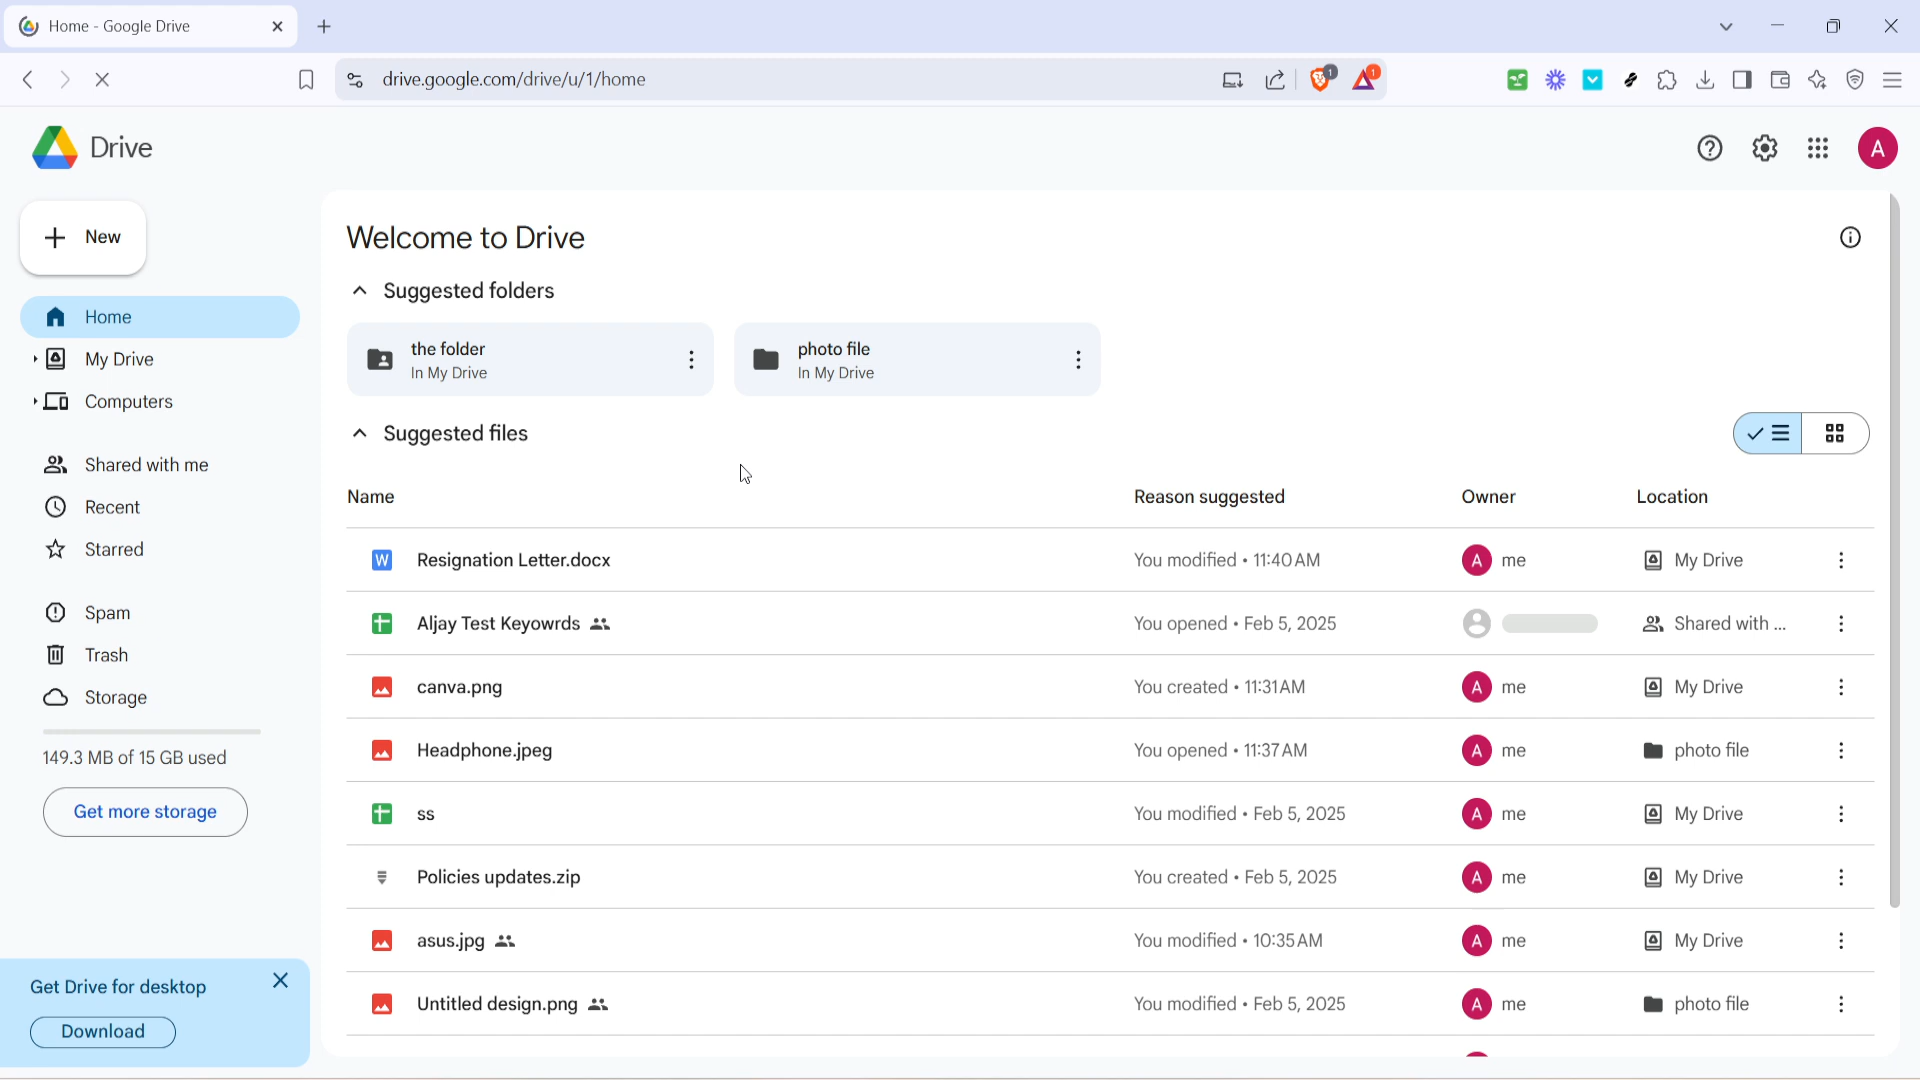 Home - Google Drive
drive.google.com/drive/u/1/home
1
1
Drive
A
New
Welcome to Drive
Suggested folders
Home
the folder
In My Drive
photo file
In My Drive
My Drive
Computers
Suggested files
Shared with me
Recent
Starred
Spam
Trash
Storage
149.3 MB of 15 GB used
Get more storage
Get Drive for desktop
Download
Name Reason suggested Owner Location
W Resignation Letter.docx You modified • 11:40 AM A me My Drive
Aljay Test Keyowrds You opened • Feb 5, 2025 Shared with ...
canva.png You created • 11:31 AM A me My Drive
Headphone.jpeg You opened • 11:37 AM A me photo file
ss You modified • Feb 5, 2025 A me My Drive
Policies updates.zip You created • Feb 5, 2025 A me My Drive
asus.jpg You modified • 10:35 AM A me My Drive
Untitled design.png You modified • Feb 5, 2025 A me photo file